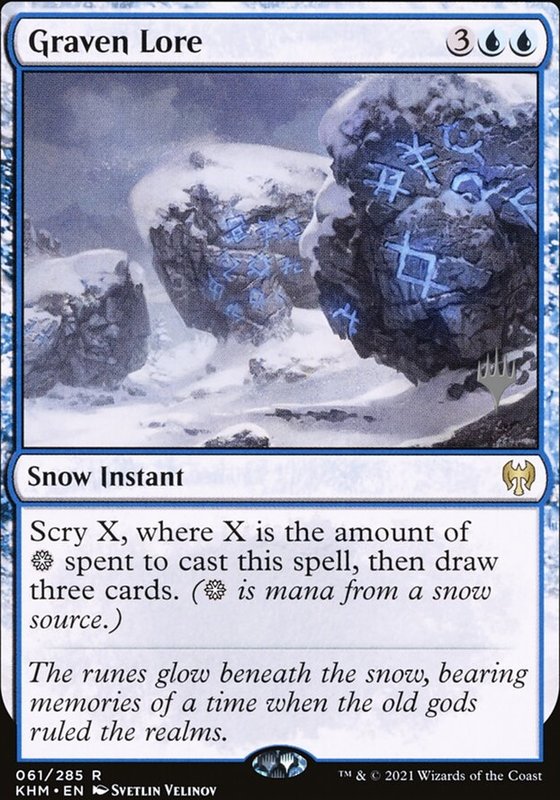 Graven Lore 3
Snow Instant
Scry X, where X is the amount of
spent to cast this spell, then draw
three cards. ( is mana from a snow
source.)
The runes glow beneath the snow, bearing
memories of a time when the old gods
ruled the realms.
061/285 R
KHM • EN Svetlin Velinov
™ & © 2021 Wizards of the Coast